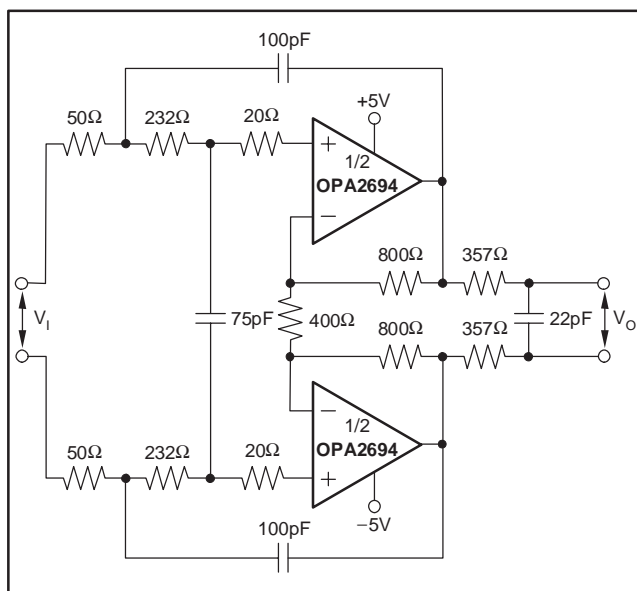 100pF
50Ω 232Ω 20Ω
+5V
+
1/2
OPA2694
−
800Ω 357Ω
V_I
75pF
400Ω
22pF
V_O
800Ω 357Ω
−
1/2
OPA2694
50Ω 232Ω 20Ω
+
−5V
100pF